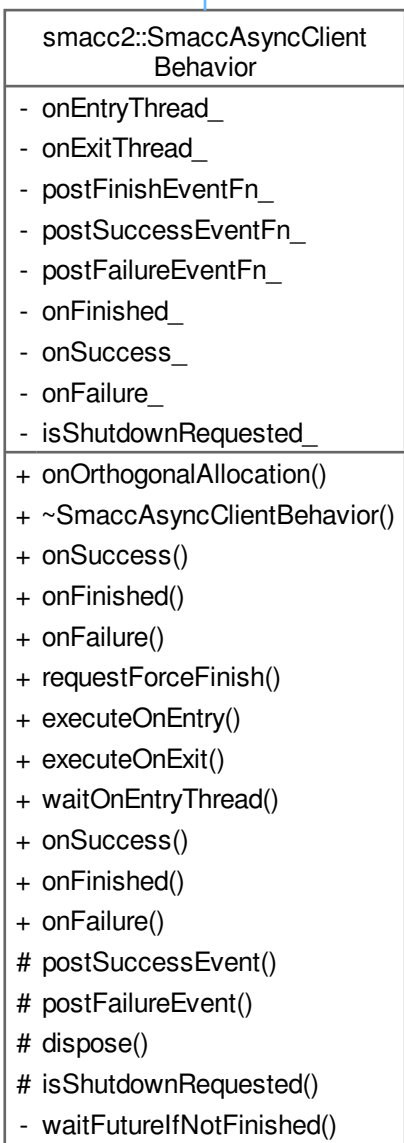 smacc2::SmaccAsyncClient
Behavior
- onEntryThread_
- onExitThread_
- postFinishEventFn_
- postSuccessEventFn_
- postFailureEventFn_
- onFinished_
- onSuccess_
- onFailure_
- isShutdownRequested_
+ onOrthogonalAllocation()
+ ~SmaccAsyncClientBehavior()
+ onSuccess()
+ onFinished()
+ onFailure()
+ requestForceFinish()
+ executeOnEntry()
+ executeOnExit()
+ waitOnEntryThread()
+ onSuccess()
+ onFinished()
+ onFailure()
# postSuccessEvent()
# postFailureEvent()
# dispose()
# isShutdownRequested()
- waitFutureIfNotFinished()